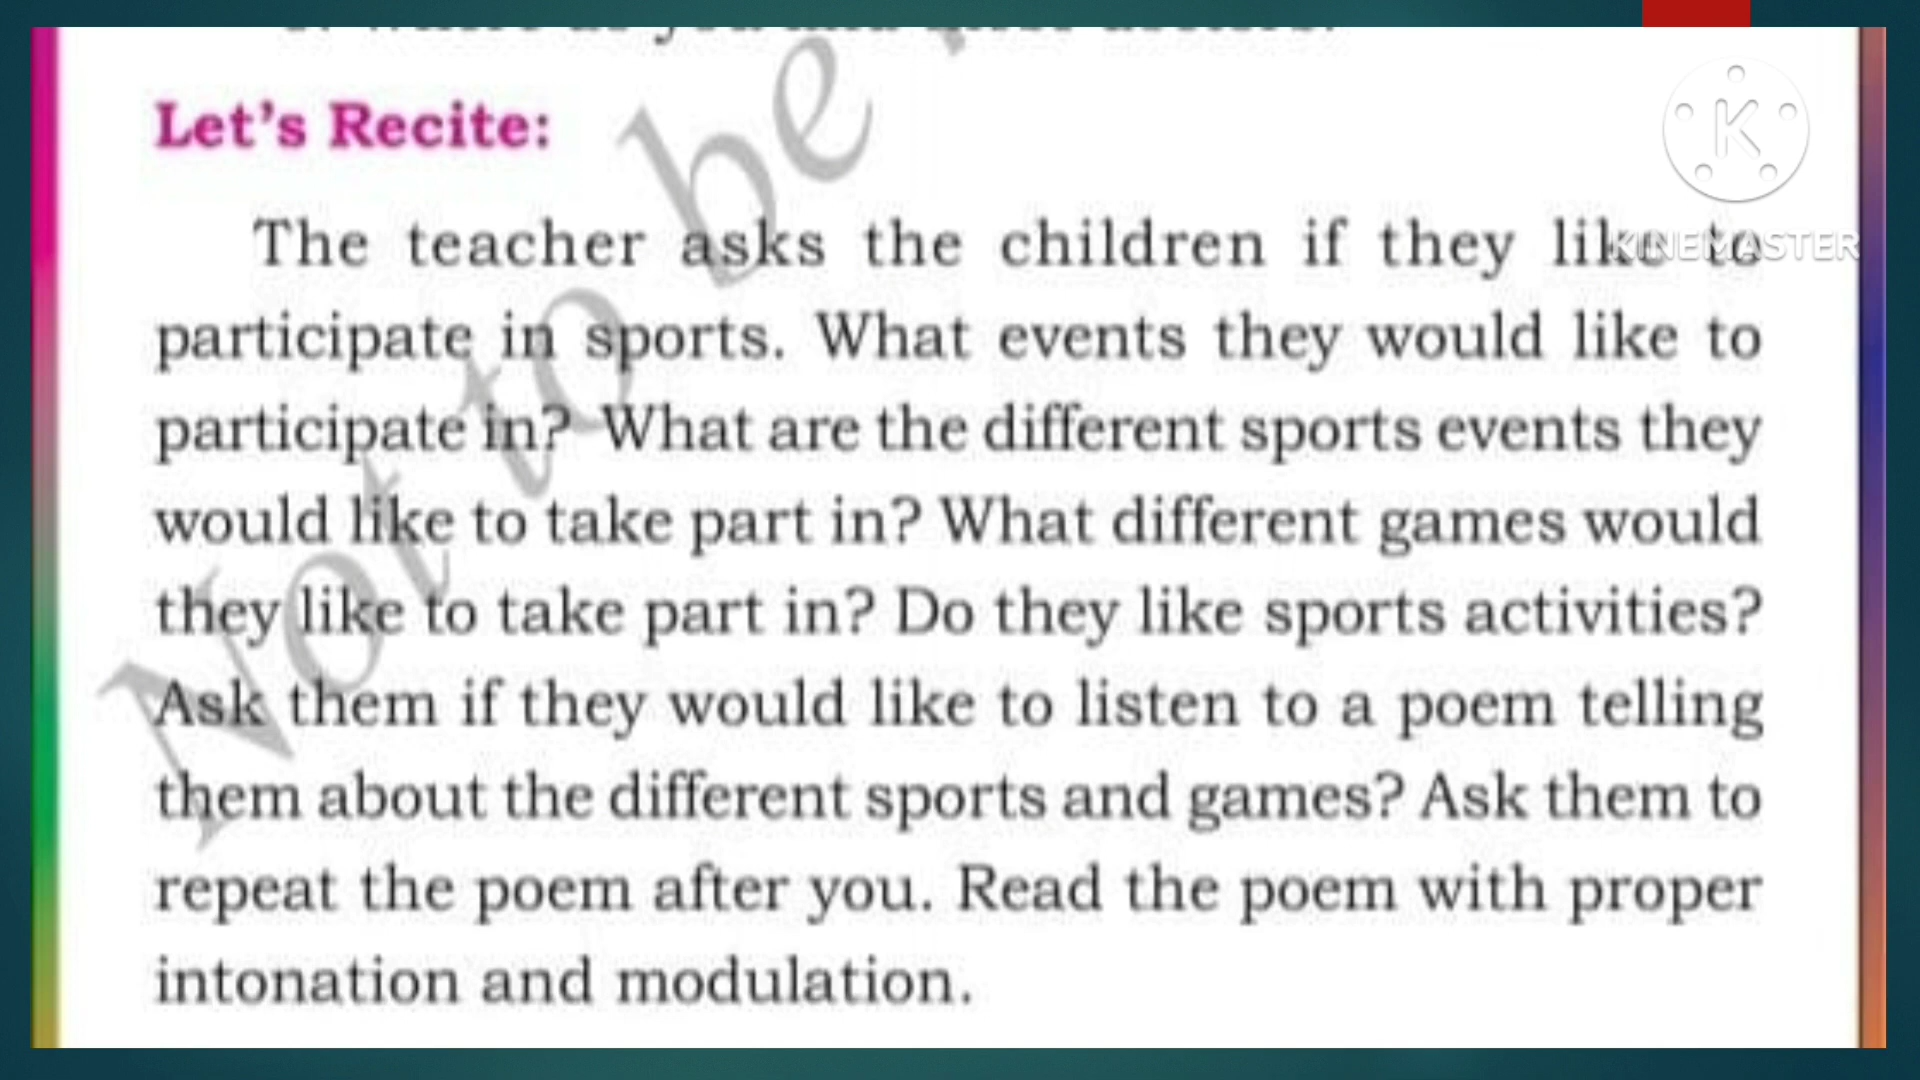 Let's Recite:
The teacher asks the children if they like to
participate in sports. What events they would like to
participate in? What are the different sports events they
would like to take part in? What different games would
they like to take part in? Do they like sports activities?
Ask them if they would like to listen to a poem telling
them about the different sports and games? Ask them to
repeat the poem after you. Read the poem with proper
intonation and modulation.
Not to be
K
KINEMASTER